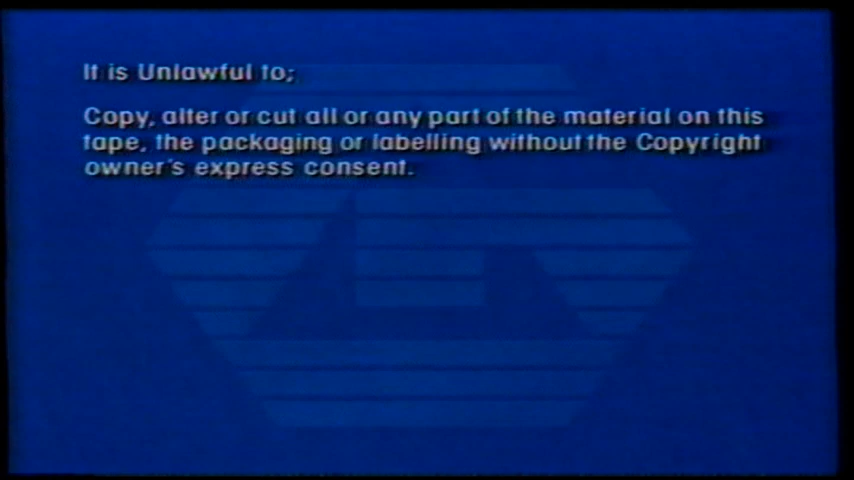 It is Unlawful to;
Copy, alter or cut all or any part of the material on this
tape, the packaging or labelling without the Copyright
owner's express consent.